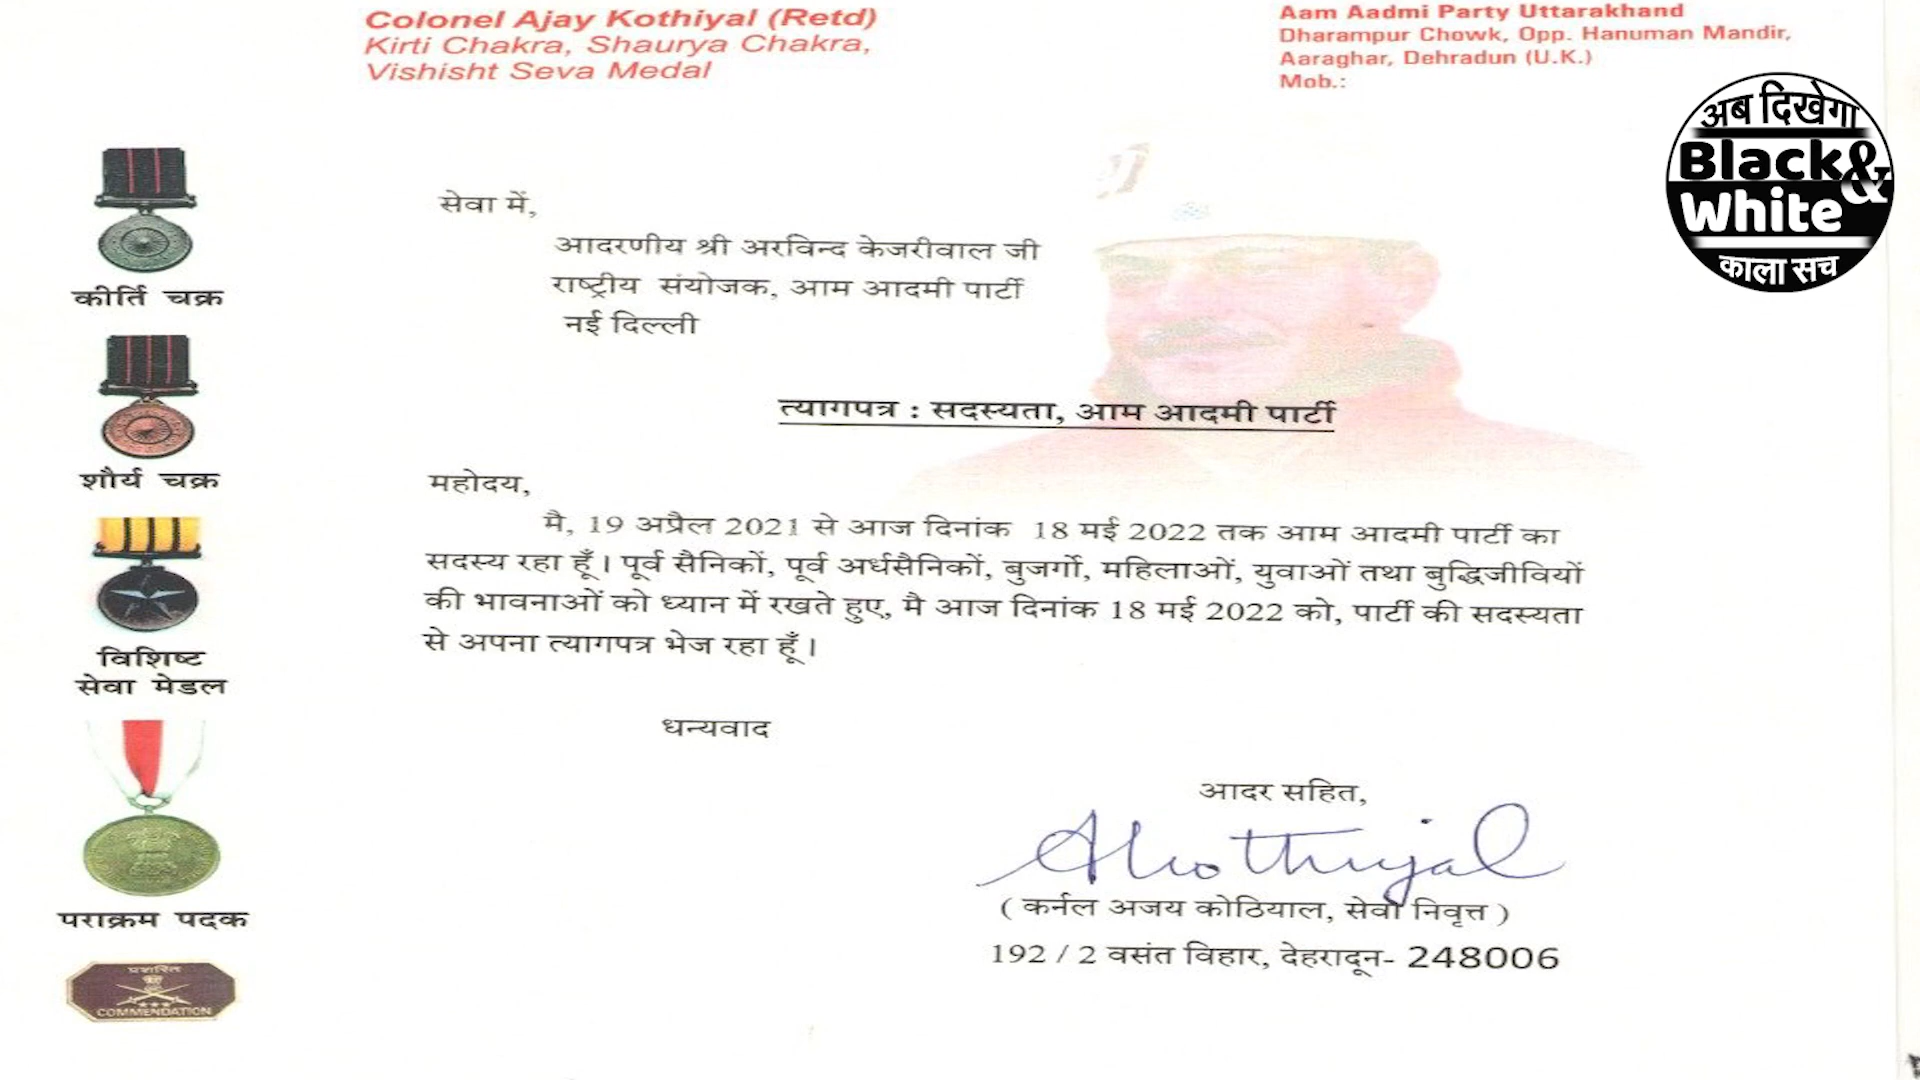 Colonel Ajay Kothiyal (Retd)
Kirti Chakra, Shaurya Chakra,
Vishisht Seva Medal
Aam Aadmi Party Uttarakhand
Dharampur Chowk, Opp. Hanuman Mandir,
Aaraghar, Dehradun (U.K.)
Mob.:
अब दिखेगा
Black &
White
काला सच
कीर्ति चक्र
शौर्य चक्र
विशिष्ट
सेवा मेडल
पराक्रम पदक
प्रशस्ति
COMMENDATION
सेवा में,
आदरणीय श्री अरविन्द केजरीवाल जी
राष्ट्रीय संयोजक, आम आदमी पार्टी
नई दिल्ली
त्यागपत्र : सदस्यता, आम आदमी पार्टी
महोदय,
मै, 19 अप्रैल 2021 से आज दिनांक 18 मई 2022 तक आम आदमी पार्टी का
सदस्य रहा हूँ। पूर्व सैनिकों, पूर्व अर्धसैनिकों, बुजर्गो, महिलाओं, युवाओं तथा बुद्धिजीवियों
की भावनाओं को ध्यान में रखते हुए, मै आज दिनांक 18 मई 2022 को, पार्टी की सदस्यता
से अपना त्यागपत्र भेज रहा हूँ।
धन्यवाद
आदर सहित,
AKothiyal
( कर्नल अजय कोठियाल, सेवा निवृत्त )
192 / 2 वसंत विहार, देहरादून- 248006